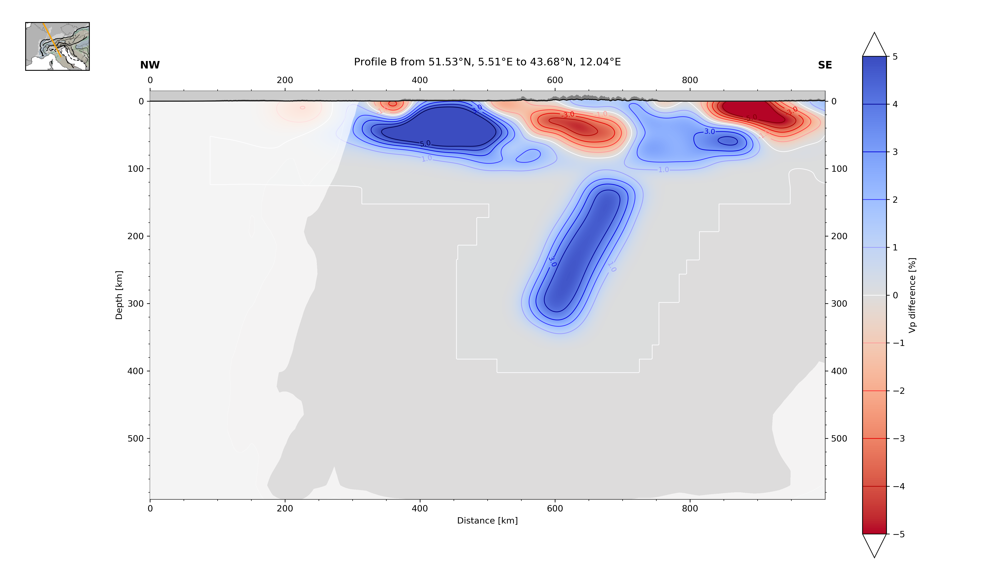 Profile B from 51.53°N, 5.51°E to 43.68°N, 12.04°E
NW
SE
0 200 400 600 800
0 100 200 300 400 500
Depth [km]
-1.0
3.0
5.0
1.0
-3.0
-1.0
3.0
1.0
-5.0
-3.0
-1.0
3.0
1.0
0 100 200 300 400 500
0 200 400 600 800
Distance [km]
5
4
3
2
1
0
−1
−2
−3
−4
−5
Vp difference [%]